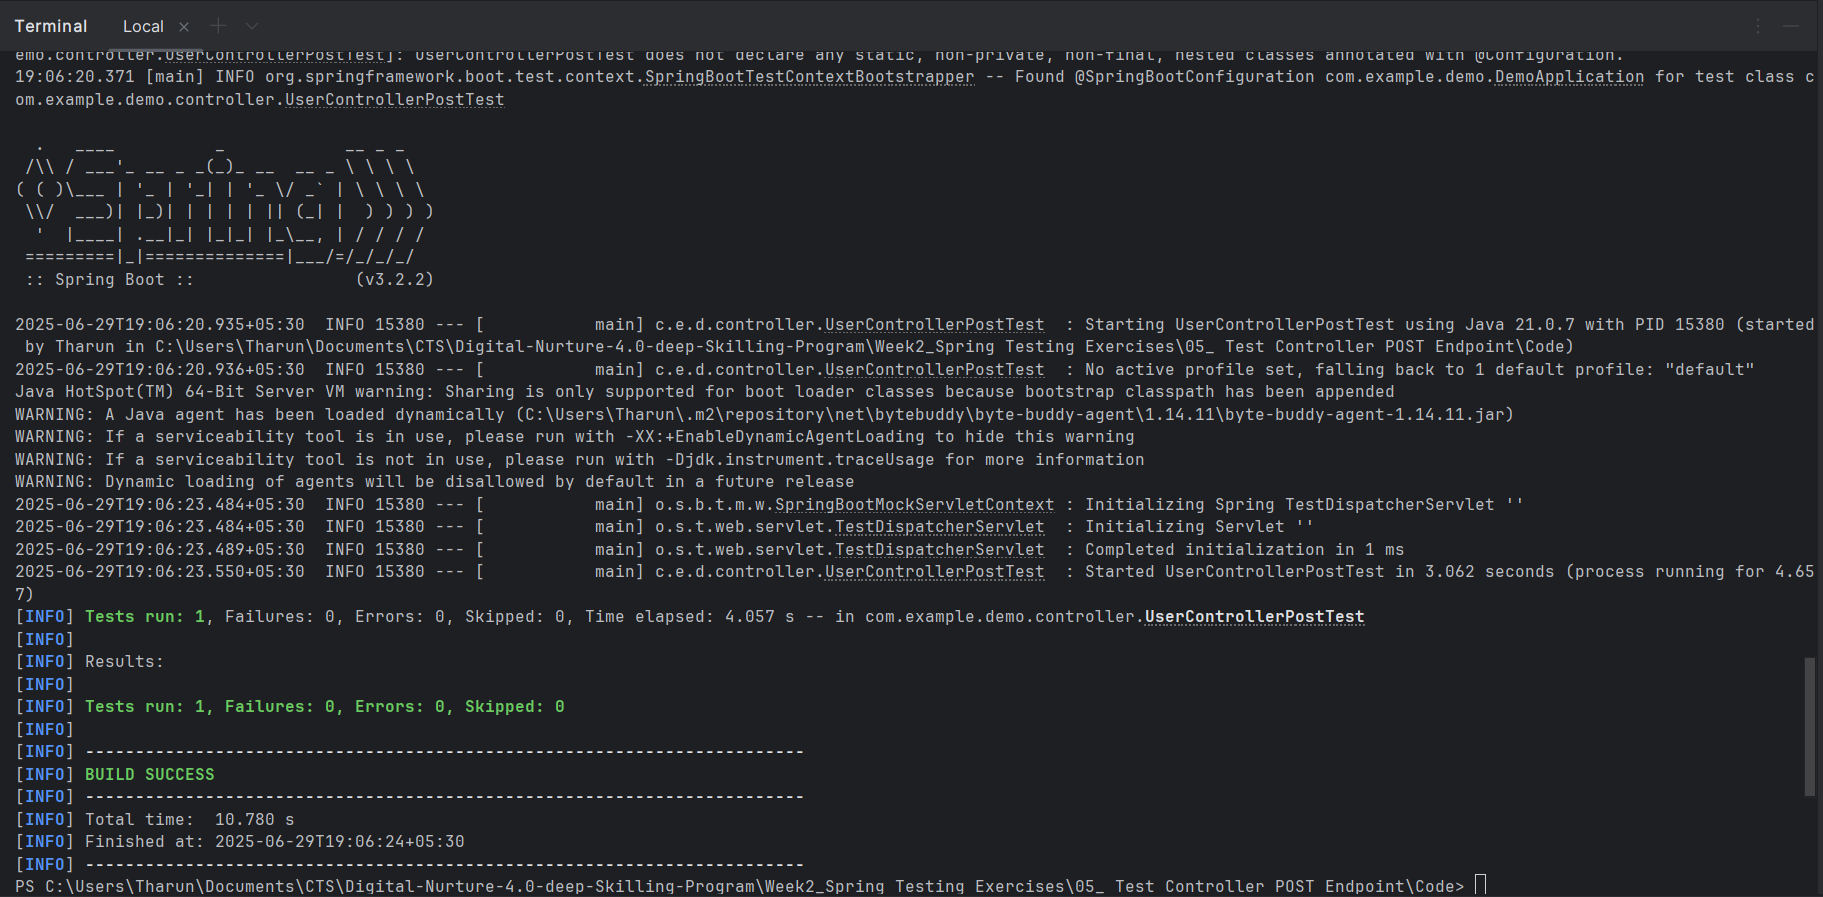 Terminal Local
emo.controller.UserControllerPostTest]: UserControllerPostTest does not declare any static, non-private, non-final, nested classes annotated with @Configuration.
19:06:20.371 [main] INFO org.springframework.boot.test.context.SpringBootTestContextBootstrapper -- Found @SpringBootConfiguration com.example.demo.DemoApplication for test class c
om.example.demo.controller.UserControllerPostTest
  .   ____          _            __ _ _
 /\\ / ___'_ __ _ _(_)_ __  __ _ \ \ \ \
( ( )\___ | '_ | '_| | '_ \/ _` | \ \ \ \
 \\/  ___)| |_)| | | | | || (_| |  ) ) ) )
  '  |____| .__|_| |_|_| |_\__, | / / / /
 =========|_|==============|___/=/_/_/_/
 :: Spring Boot ::                (v3.2.2)
2025-06-29T19:06:20.935+05:30  INFO 15380 --- [           main] c.e.d.controller.UserControllerPostTest  : Starting UserControllerPostTest using Java 21.0.7 with PID 15380 (started
 by Tharun in C:\Users\Tharun\Documents\CTS\Digital-Nurture-4.0-deep-Skilling-Program\Week2_Spring Testing Exercises\05_ Test Controller POST Endpoint\Code)
2025-06-29T19:06:20.936+05:30  INFO 15380 --- [           main] c.e.d.controller.UserControllerPostTest  : No active profile set, falling back to 1 default profile: "default"
Java HotSpot(TM) 64-Bit Server VM warning: Sharing is only supported for boot loader classes because bootstrap classpath has been appended
WARNING: A Java agent has been loaded dynamically (C:\Users\Tharun\.m2\repository\net\bytebuddy\byte-buddy-agent\1.14.11\byte-buddy-agent-1.14.11.jar)
WARNING: If a serviceability tool is in use, please run with -XX:+EnableDynamicAgentLoading to hide this warning
WARNING: If a serviceability tool is not in use, please run with -Djdk.instrument.traceUsage for more information
WARNING: Dynamic loading of agents will be disallowed by default in a future release
2025-06-29T19:06:23.484+05:30  INFO 15380 --- [           main] o.s.b.t.m.w.SpringBootMockServletContext : Initializing Spring TestDispatcherServlet ''
2025-06-29T19:06:23.484+05:30  INFO 15380 --- [           main] o.s.t.web.servlet.TestDispatcherServlet  : Initializing Servlet ''
2025-06-29T19:06:23.489+05:30  INFO 15380 --- [           main] o.s.t.web.servlet.TestDispatcherServlet  : Completed initialization in 1 ms
2025-06-29T19:06:23.550+05:30  INFO 15380 --- [           main] c.e.d.controller.UserControllerPostTest  : Started UserControllerPostTest in 3.062 seconds (process running for 4.65
7)
[INFO] Tests run: 1, Failures: 0, Errors: 0, Skipped: 0, Time elapsed: 4.057 s -- in com.example.demo.controller.UserControllerPostTest
[INFO]
[INFO] Results:
[INFO]
[INFO] Tests run: 1, Failures: 0, Errors: 0, Skipped: 0
[INFO]
[INFO] ------------------------------------------------------------------------
[INFO] BUILD SUCCESS
[INFO] ------------------------------------------------------------------------
[INFO] Total time:  10.780 s
[INFO] Finished at: 2025-06-29T19:06:24+05:30
[INFO] ------------------------------------------------------------------------
PS C:\Users\Tharun\Documents\CTS\Digital-Nurture-4.0-deep-Skilling-Program\Week2_Spring Testing Exercises\05_ Test Controller POST Endpoint\Code>